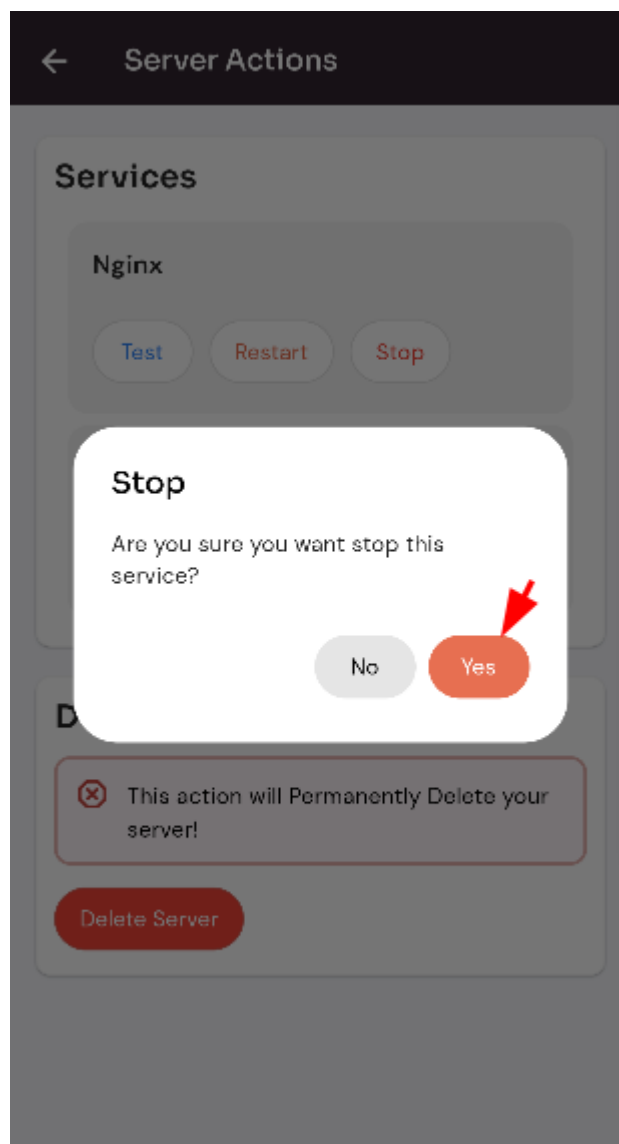 Server Actions
Services
Nginx
Test Restart Stop
Stop
Are you sure you want stop this
service?
No Yes
D
This action will Permanently Delete your
server!
Delete Server